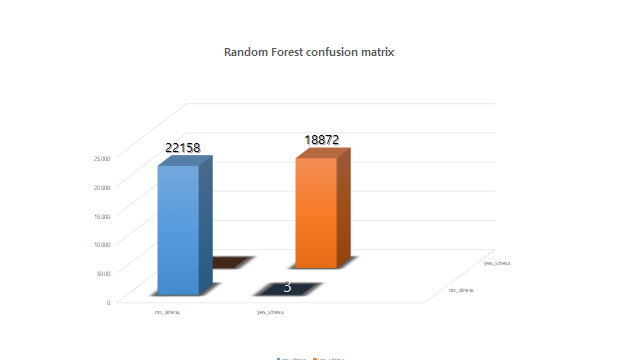 Random Forest confusion matrix
22158
18872
25000
20000
15000
10000
5000
0
3
yes_stress
no_stress
no_stress
yes_stress